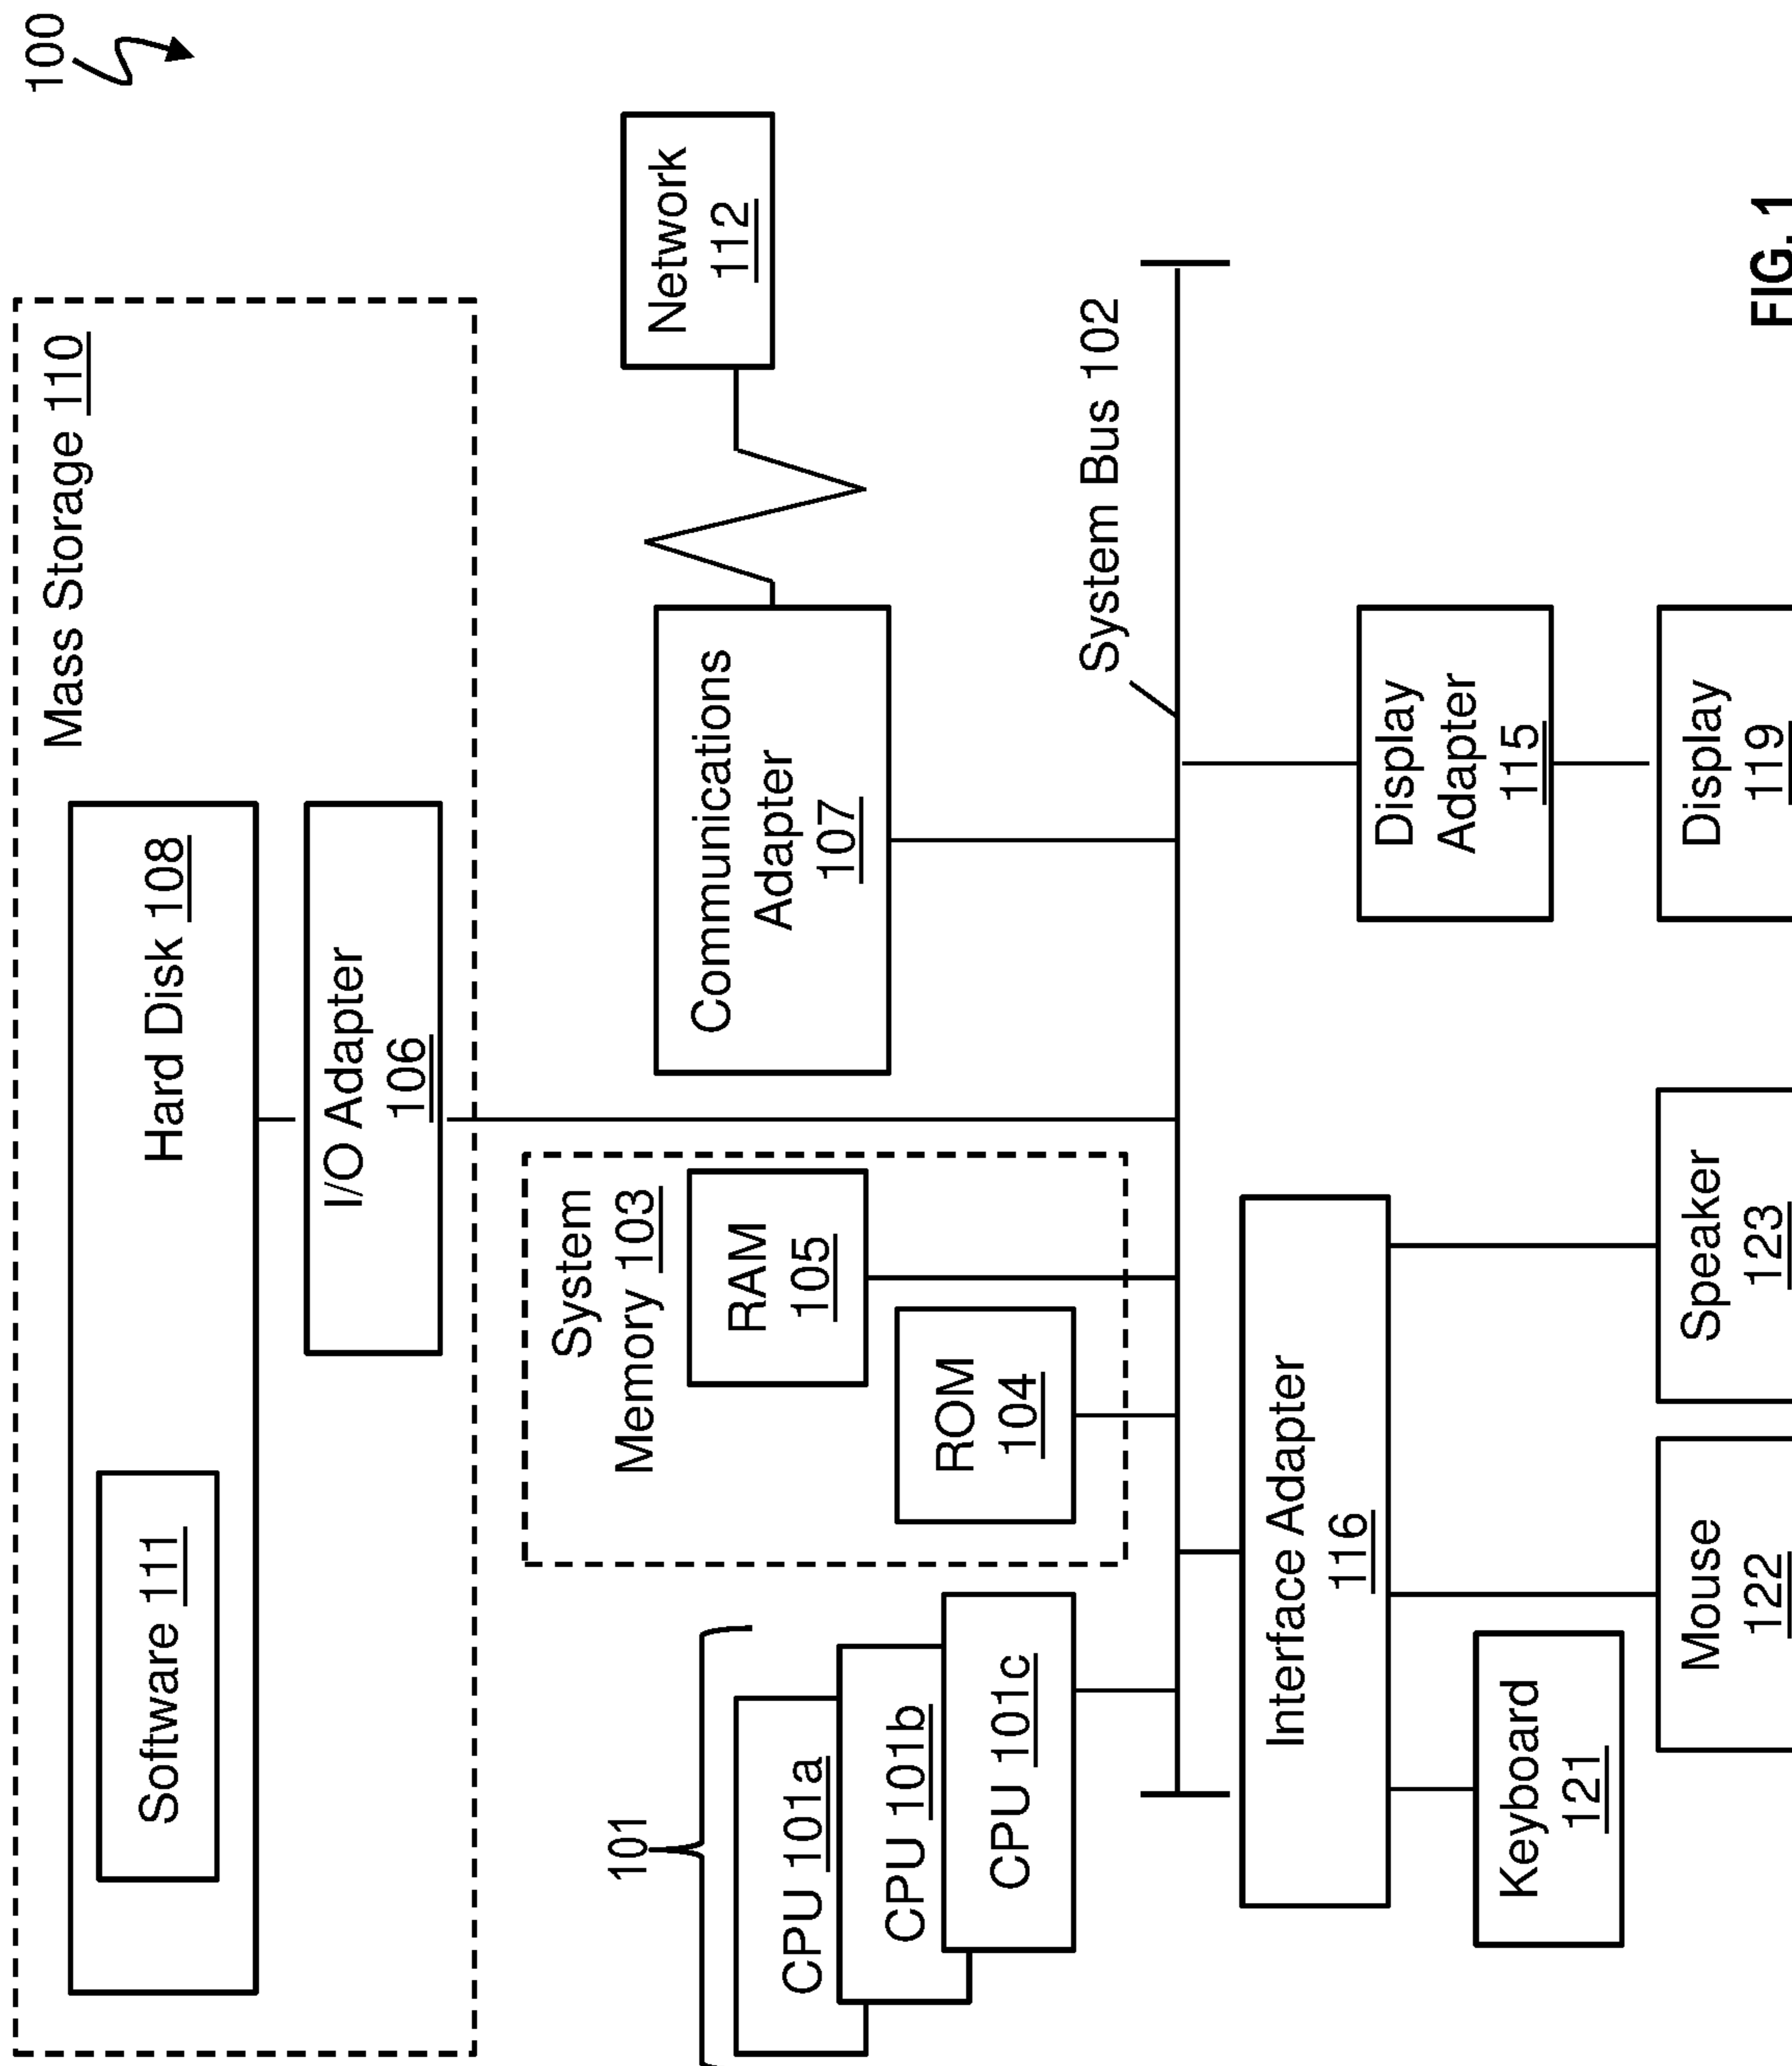 100
Mass Storage 110
Hard Disk 108
Software 111
I/O Adapter
106
Network
112
Communications
Adapter
107
System
Memory 103
RAM
105
ROM
104
101
CPU 101a
CPU 101b
CPU 101c
System Bus 102
Interface Adapter
116
Display
Adapter
115
Keyboard
121
Mouse
122
Speaker
123
Display
119
FIG. 1